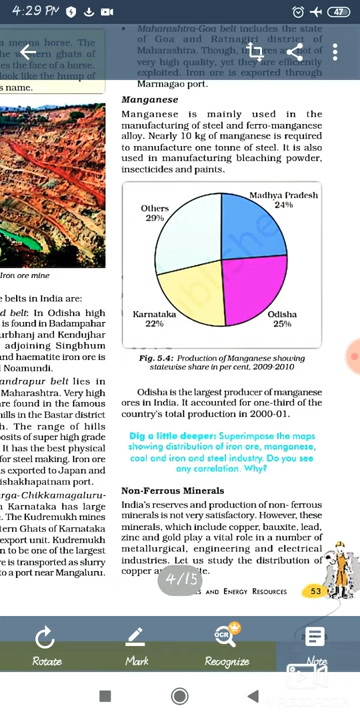 4:29 PM
47
a means horse. The
he western ghats of
es the face of a horse.
look like the hump of
s name.
Iron ore mine
e belts in India are:
d belt: In Odisha high
is found in Badampahar
urbhanj and Kendujhar
adjoining Singhbum
and haematite iron ore is
Noamundi.
andrapur belt lies in
Maharashtra. Very high
are found in the famous
hills in the Bastar district
h. The range of hills
posits of super high grade
. It has the best physical
for steel making. Iron ore
s exported to Japan and
ishakhapatnam port.
rga-Chikkamagaluru-
n Karnataka has large
e. The Kudremukh mines
tern Ghats of Karnataka
export unit. Kudremukh
n to be one of the largest
re is transported as slurry
to a port near Mangaluru.
• Maharashtra-Goa belt includes the state
of Goa and Ratnagiri district of
Maharashtra. Though, ores are not of
very high quality, yet they are efficiently
exploited. Iron ore is exported through
Marmagao port.
Manganese
Manganese is mainly used in the
manufacturing of steel and ferro-manganese
alloy. Nearly 10 kg of manganese is required
to manufacture one tonne of steel. It is also
used in manufacturing bleaching powder,
insecticides and paints.
Others
29%
Madhya Pradesh
24%
Karnataka
22%
Odisha
25%
Fig. 5.4: Production of Manganese showing
statewise share in per cent, 2009-2010
Odisha is the largest producer of manganese
ores in India. It accounted for one-third of the
country's total production in 2000-01.
Dig a little deeper: Superimpose the maps
showing distribution of iron ore, manganese,
coal and iron and steel industry. Do you see
any correlation. Why?
Non-Ferrous Minerals
India's reserves and production of non- ferrous
minerals is not very satisfactory. However, these
minerals, which include copper, bauxite, lead,
zinc and gold play a vital role in a number of
metallurgical, engineering and electrical
industries. Let us study the distribution of
copper a te.
4/15
S AND ENERGY RESOURCES 53
OCR
Rotate
Mark
Recognize
Note